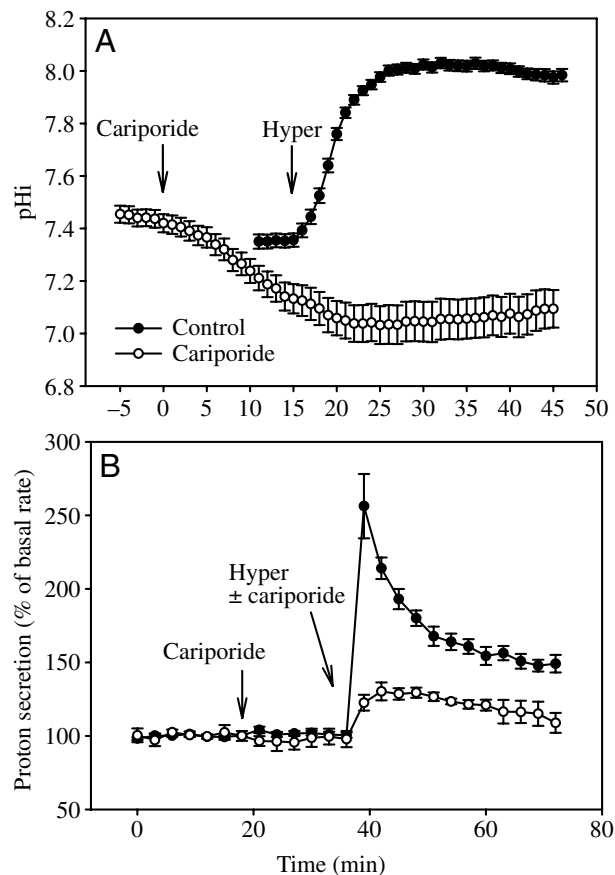 A
8.2
8.0
7.8
7.6
7.4
7.2
7.0
6.8
pHi
Cariporide
Hyper
Control
Cariporide
−5 0 5 10 15 20 25 30 35 40 45 50
B
300
250
200
150
100
50
Proton secretion (% of basal rate)
Hyper
± cariporide
Cariporide
0 20 40 60 80
Time (min)